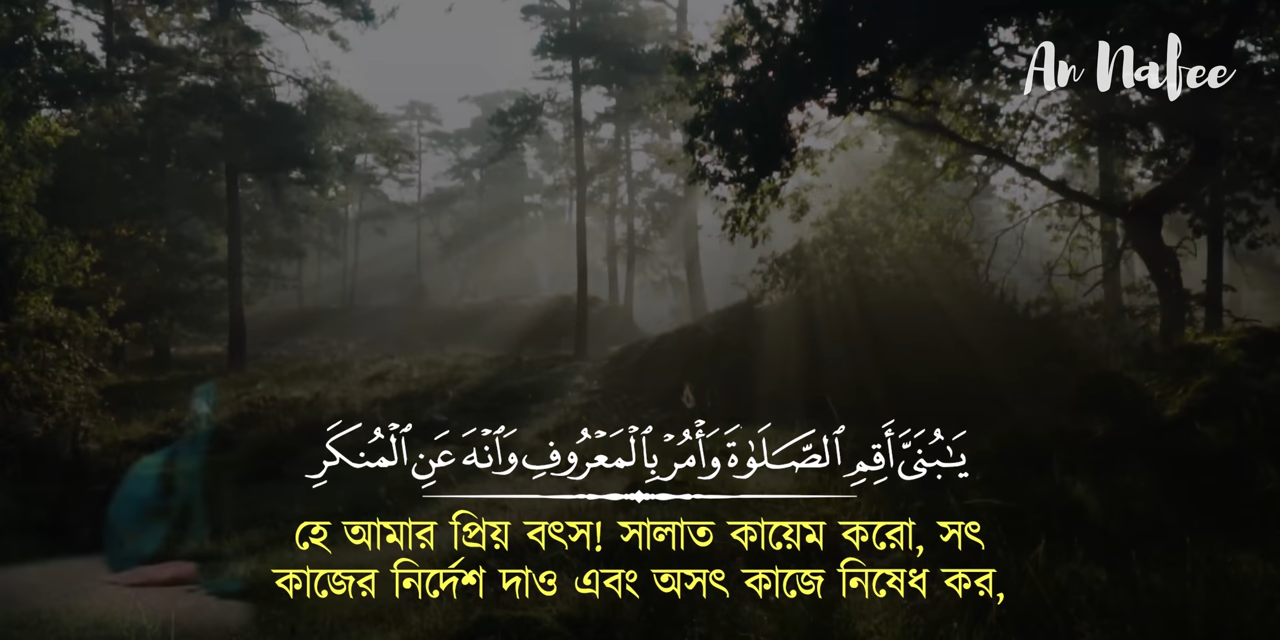 An Nafee
يَـٰبُنَىَّ أَقِمِ ٱلصَّلَوٰةَ وَأْمُرْ بِٱلْمَعْرُوفِ وَٱنْهَ عَنِ ٱلْمُنكَرِ
হে আমার প্রিয় বৎস! সালাত কায়েম করো, সৎ
কাজের নির্দেশ দাও এবং অসৎ কাজে নিষেধ কর,